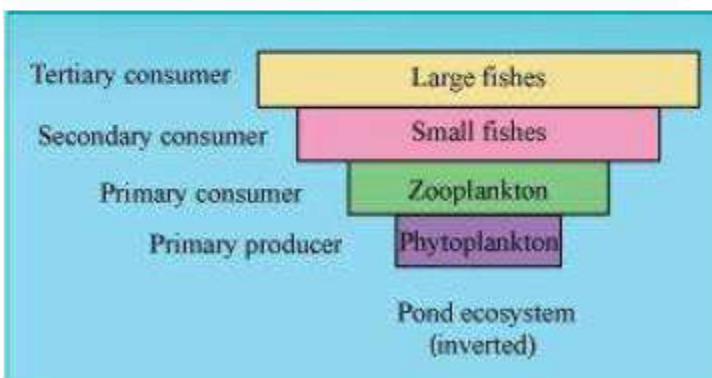 Tertiary consumer Large fishes
Secondary consumer Small fishes
Primary consumer Zooplankton
Primary producer Phytoplankton
Pond ecosystem
(inverted)